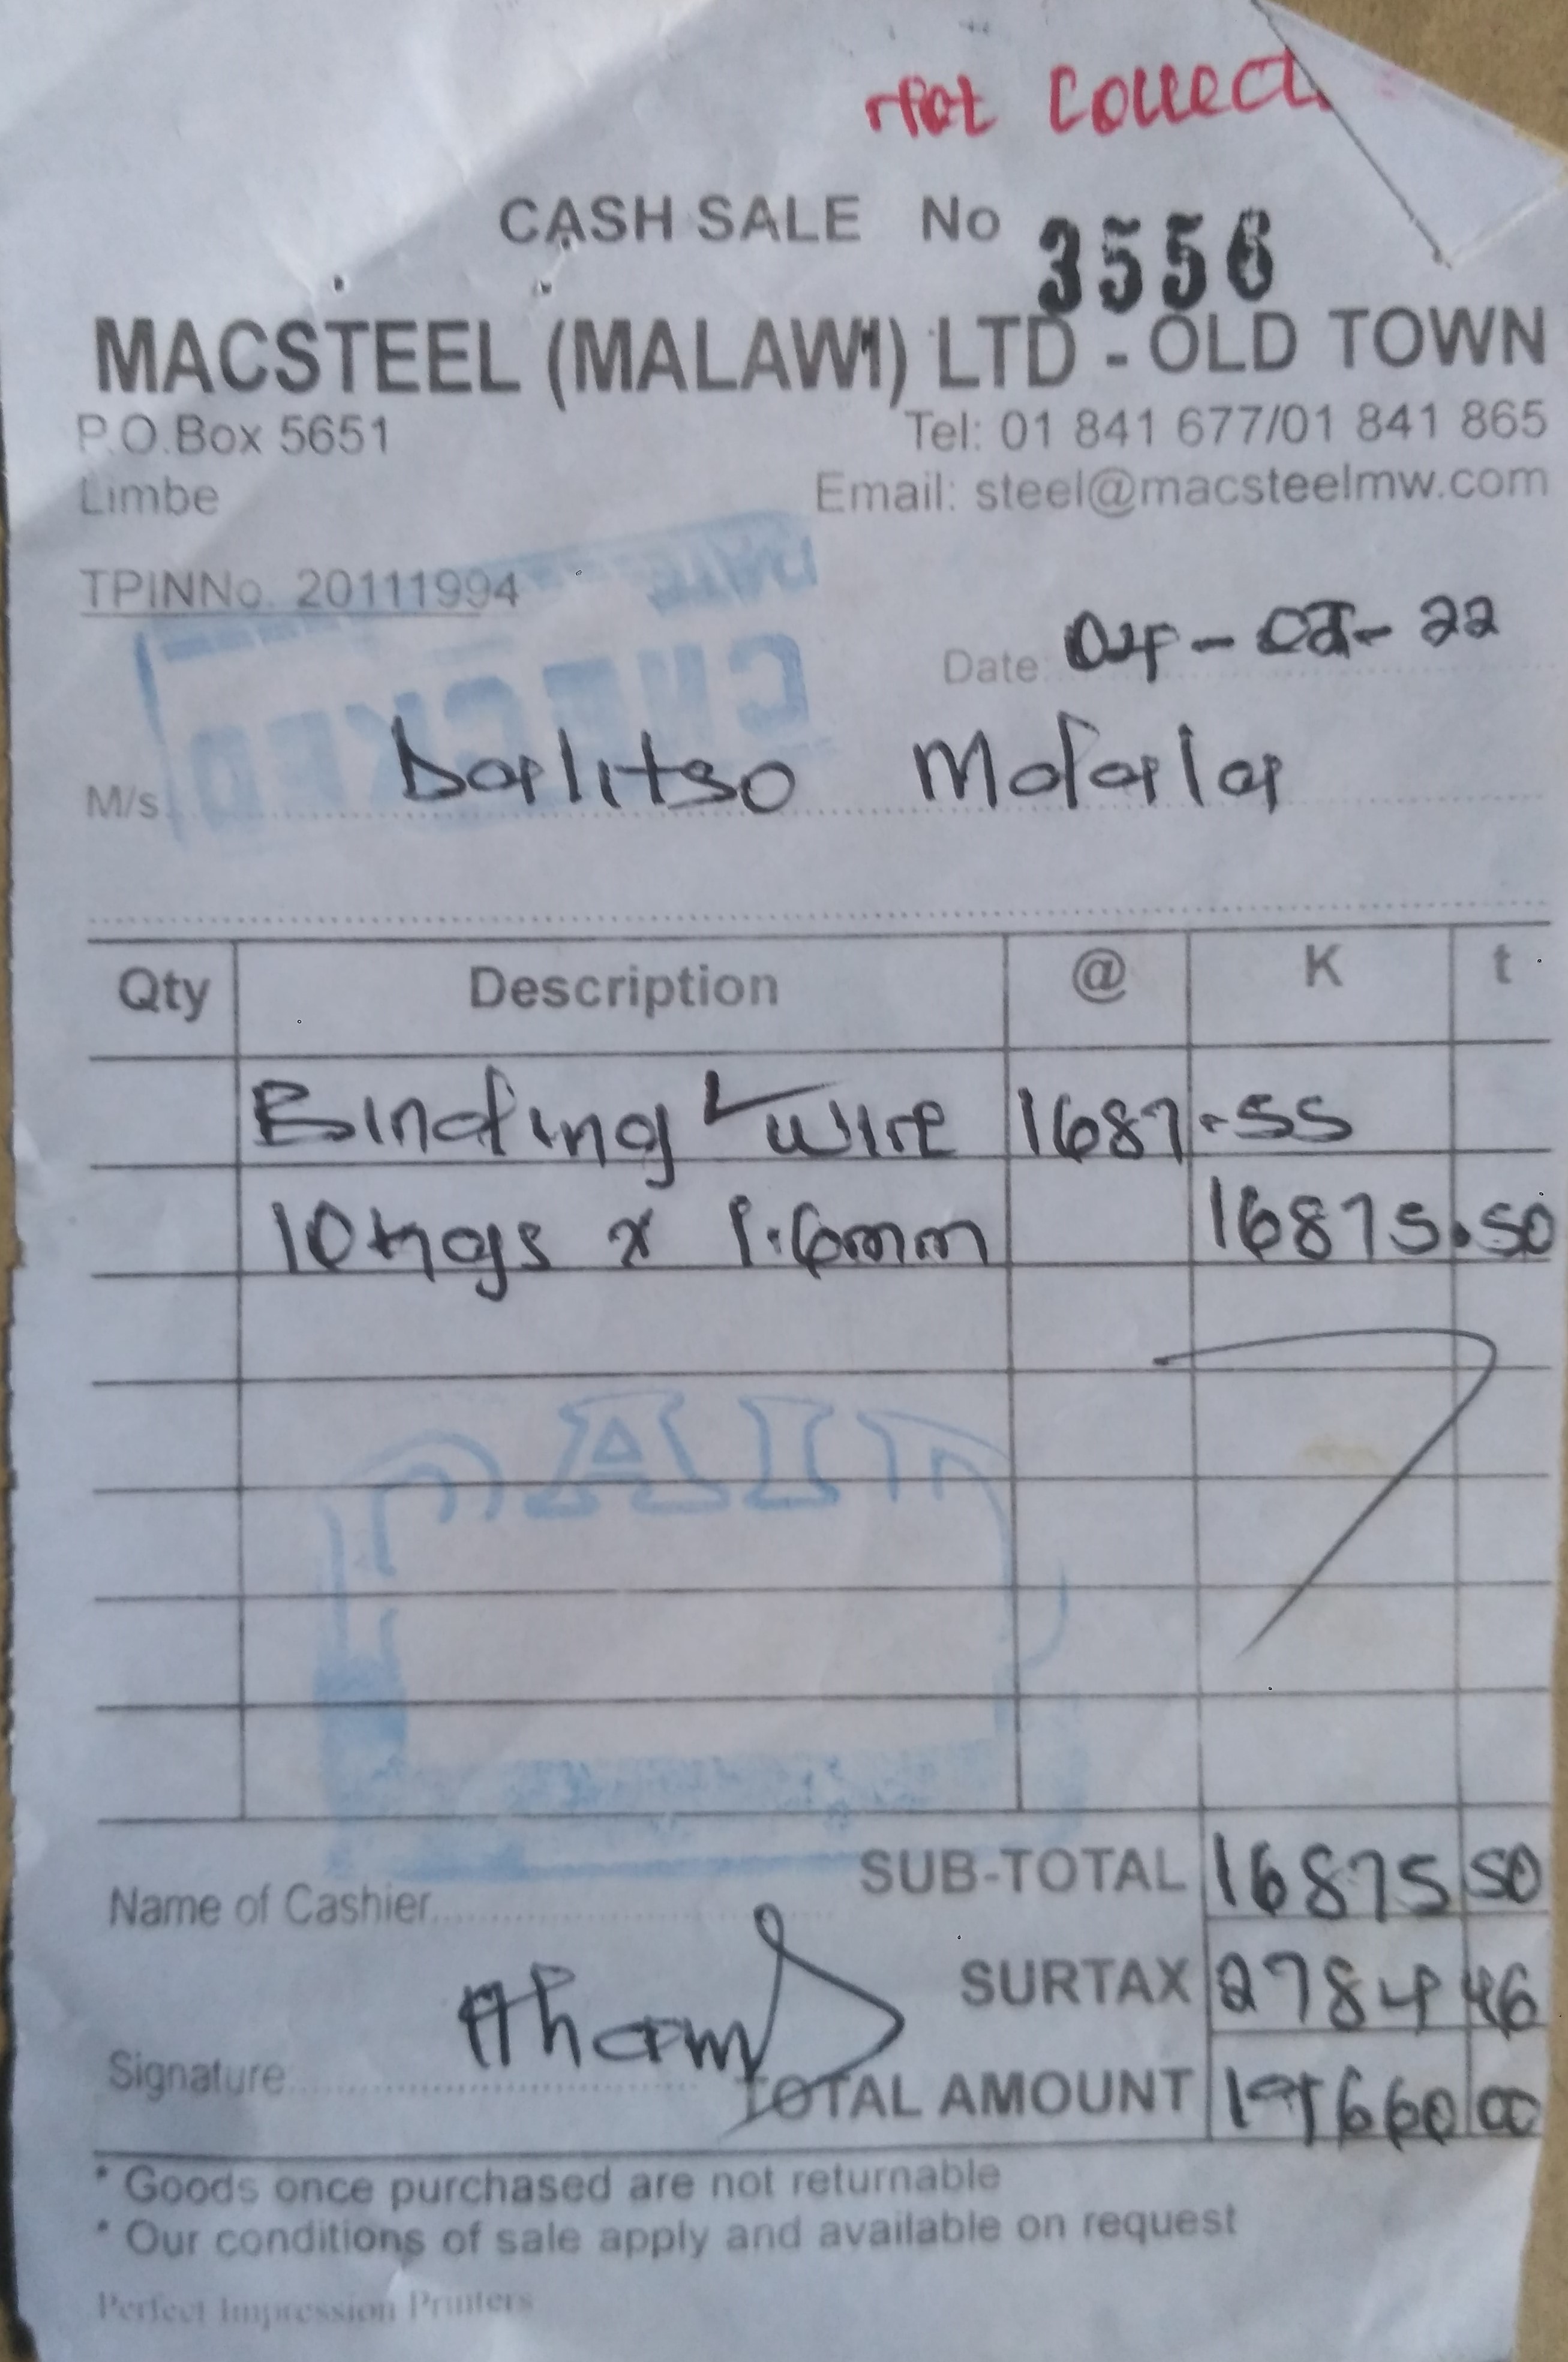 Not Collect
CASH SALE No 3556
MACSTEEL (MALAWI) LTD - OLD TOWN
P.O.Box 5651 Tel: 01 841 677/01 841 865
Limbe Email: steel@macsteelmw.com
TPINNo. 20111994
Date: 04-02-22
M/s Dalitso Mofolo
CHECKED
Qty Description @ K t
Binding wire 1687.55
10kgs x 1.6mm 16875.50
SUB-TOTAL 16875 50
Name of Cashier
SURTAX 2784 46
Signature
TOTAL AMOUNT 19660 00
* Goods once purchased are not returnable
* Our conditions of sale apply and available on request
Perfect Impression Printers